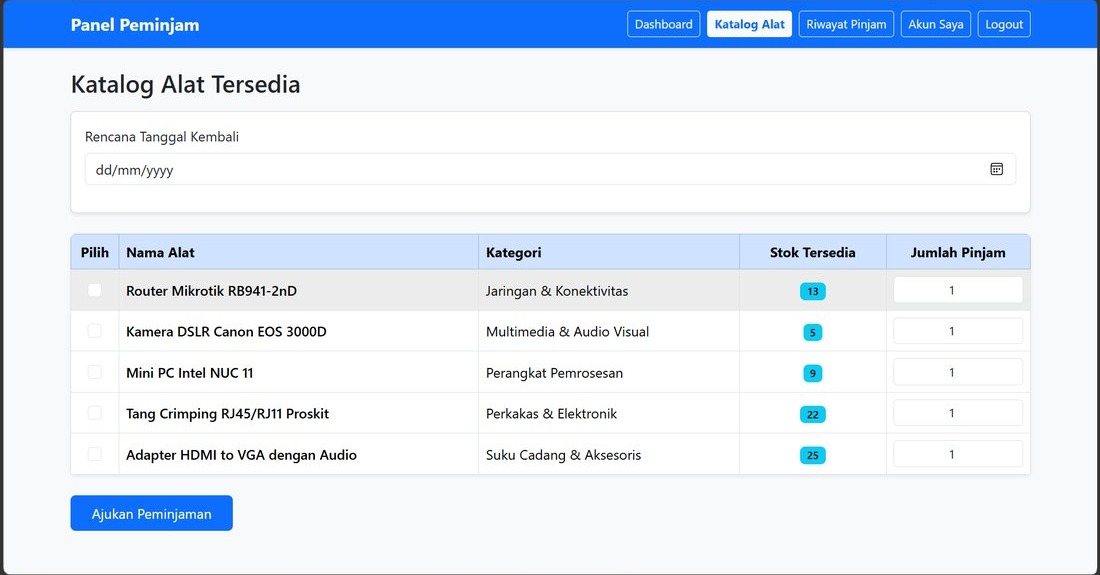 Panel Peminjam Dashboard Katalog Alat Riwayat Pinjam Akun Saya Logout
Katalog Alat Tersedia
Rencana Tanggal Kembali
dd/mm/yyyy
Pilih Nama Alat Kategori Stok Tersedia Jumlah Pinjam
Router Mikrotik RB941-2nD Jaringan & Konektivitas 13 1
Kamera DSLR Canon EOS 3000D Multimedia & Audio Visual 5 1
Mini PC Intel NUC 11 Perangkat Pemrosesan 9 1
Tang Crimping RJ45/RJ11 Proskit Perkakas & Elektronik 22 1
Adapter HDMI to VGA dengan Audio Suku Cadang & Aksesoris 25 1
Ajukan Peminjaman